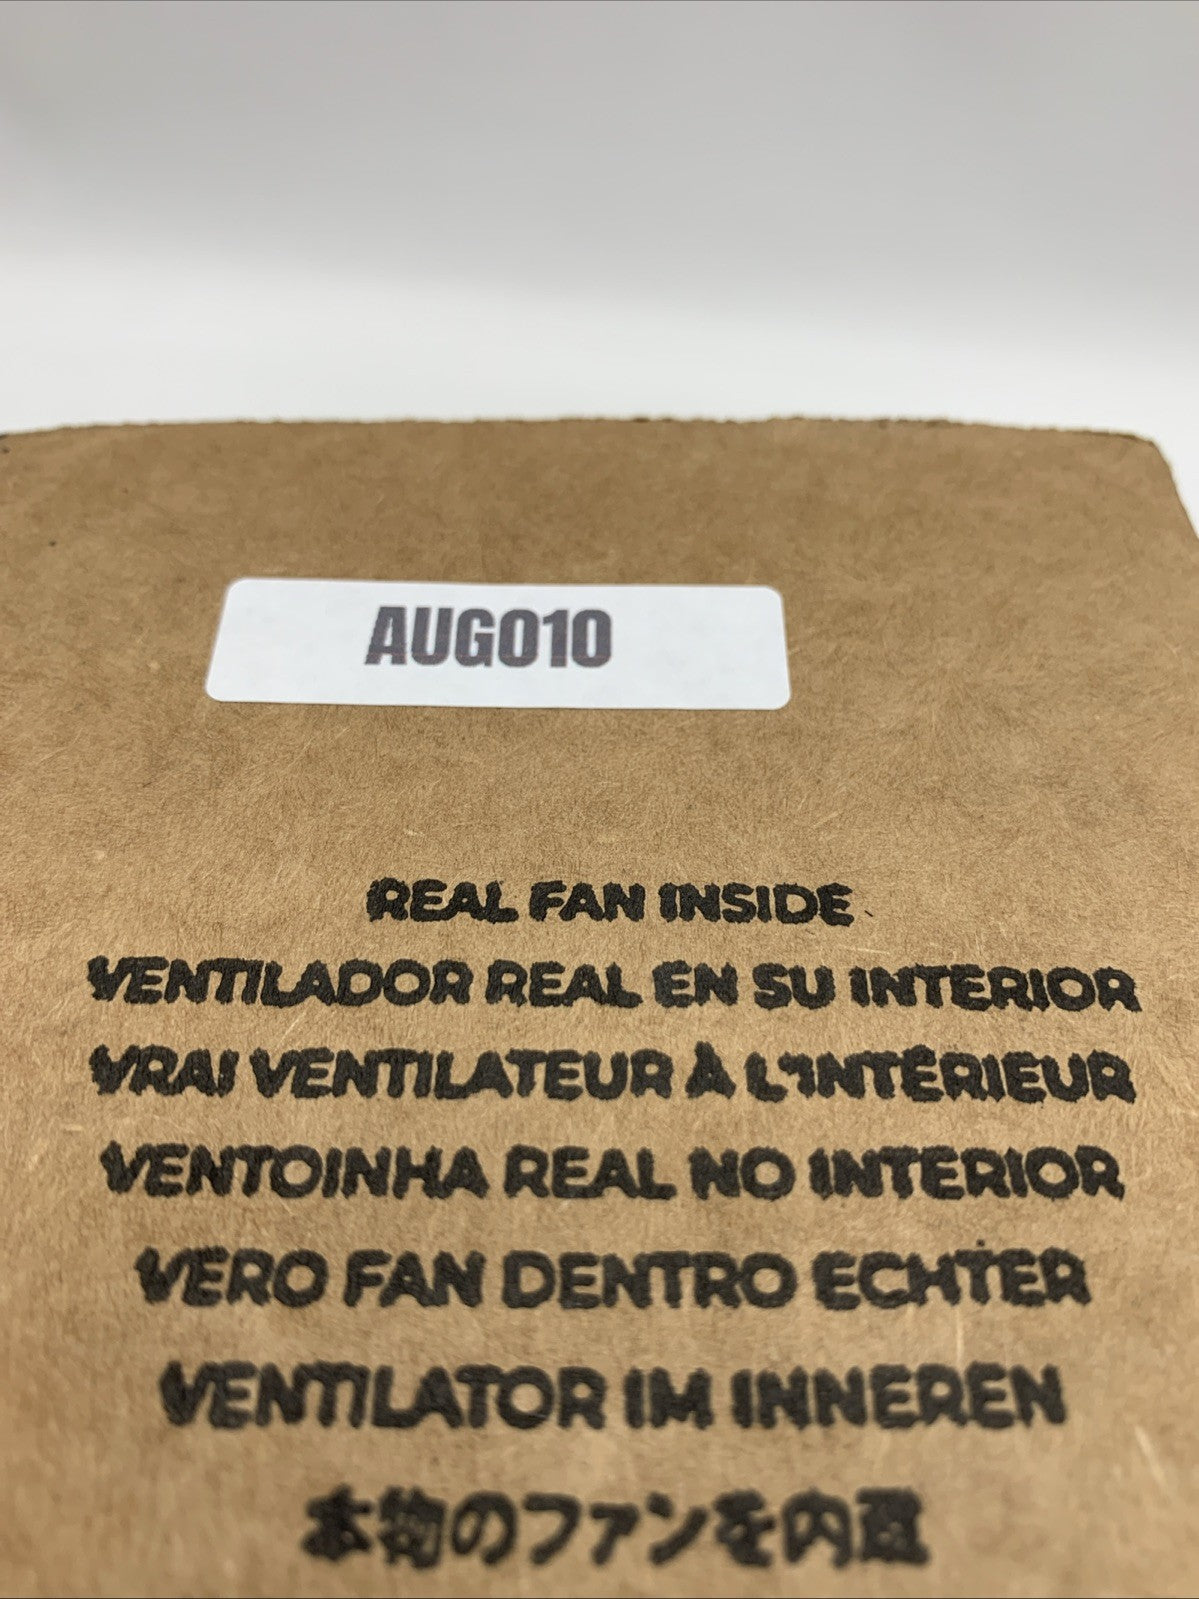 AUG010
REAL FAN INSIDE
VENTILADOR REAL EN SU INTERIOR
VRAI VENTILATEUR À L'INTÉRIEUR
VENTOINHA REAL NO INTERIOR
VERO FAN DENTRO ECHTER
VENTILATOR IM INNEREN
本物のファンを内蔵